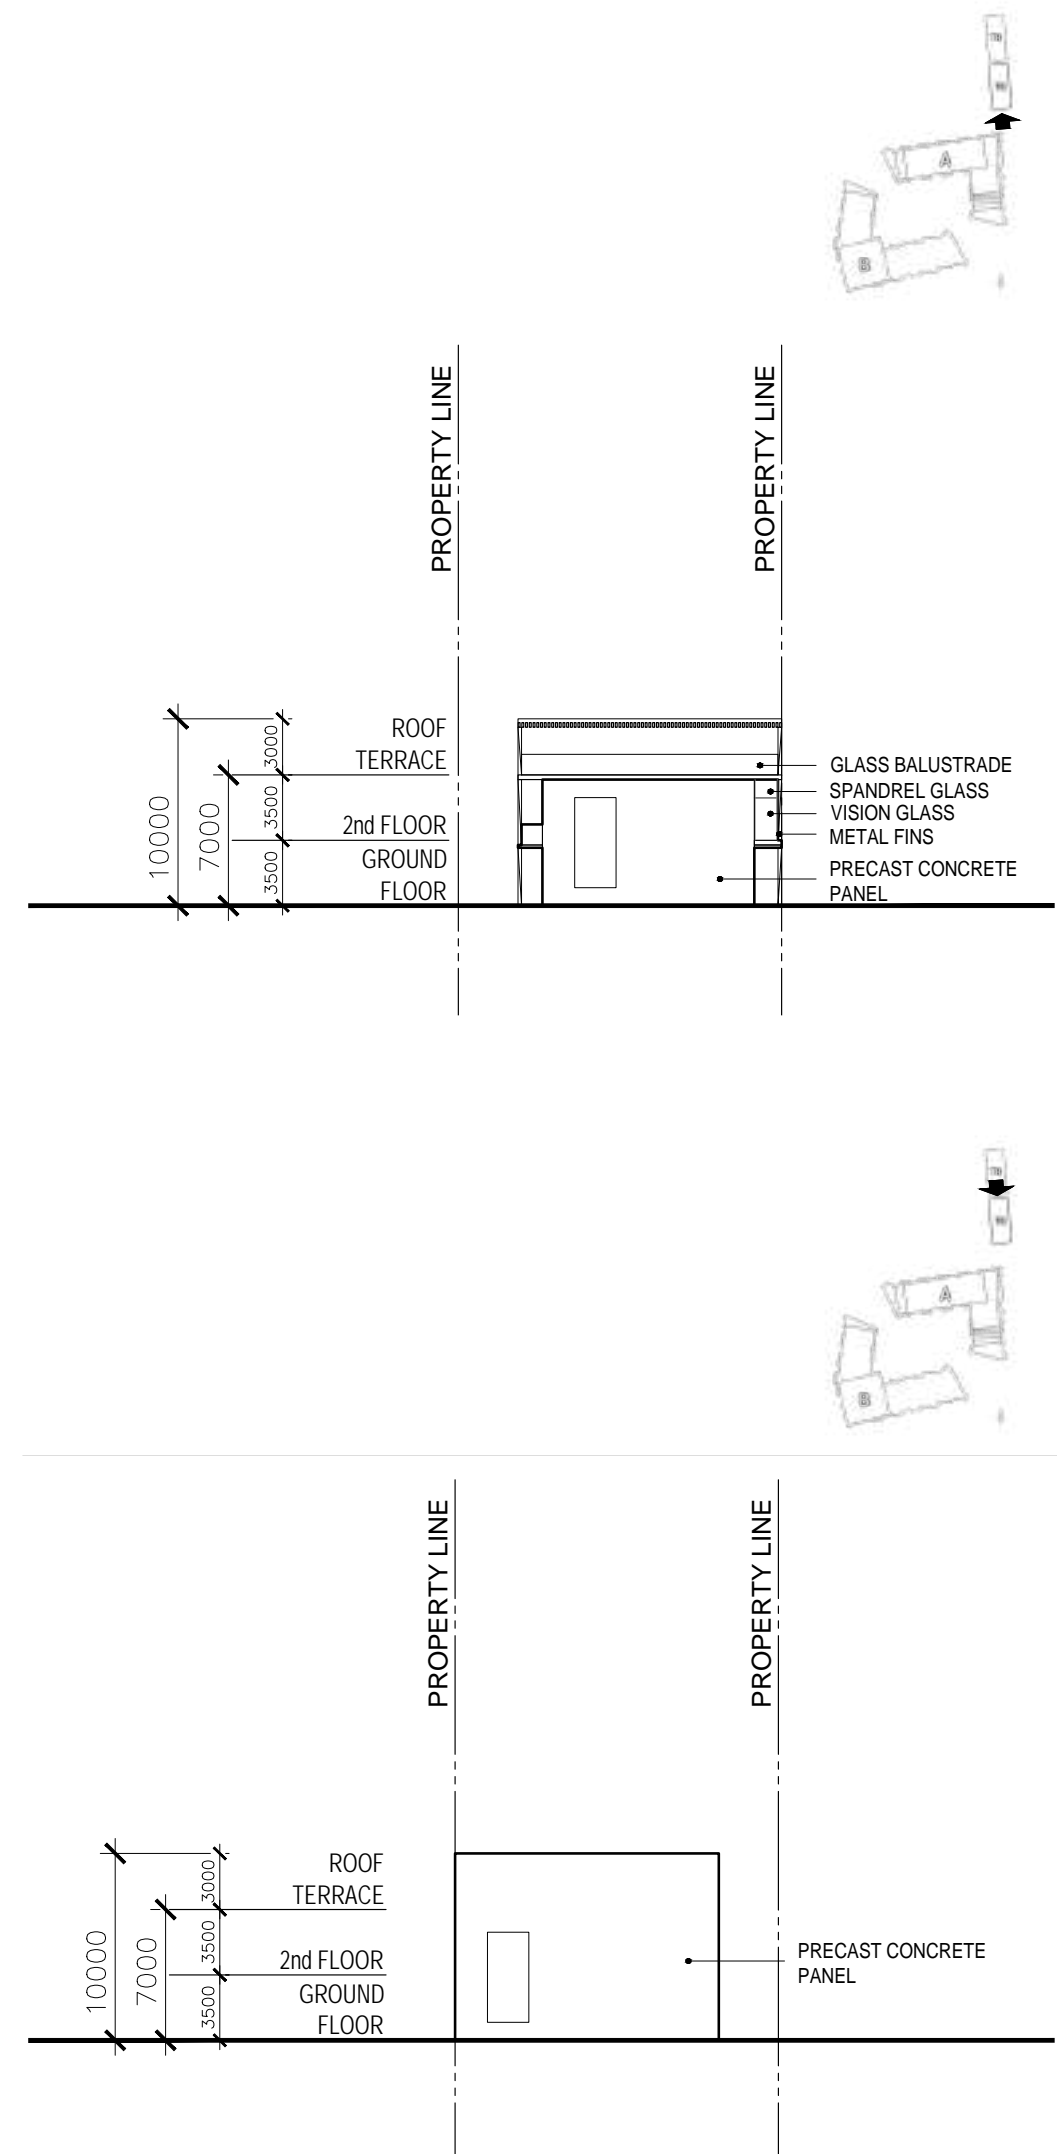 A
B
PROPERTY LINE
PROPERTY LINE
ROOF
TERRACE
2nd FLOOR
GROUND
FLOOR
10000
7000
3000
3500
3500
GLASS BALUSTRADE
SPANDREL GLASS
VISION GLASS
METAL FINS
PRECAST CONCRETE
PANEL
A
B
PROPERTY LINE
PROPERTY LINE
ROOF
TERRACE
2nd FLOOR
GROUND
FLOOR
10000
7000
3000
3500
3500
PRECAST CONCRETE
PANEL